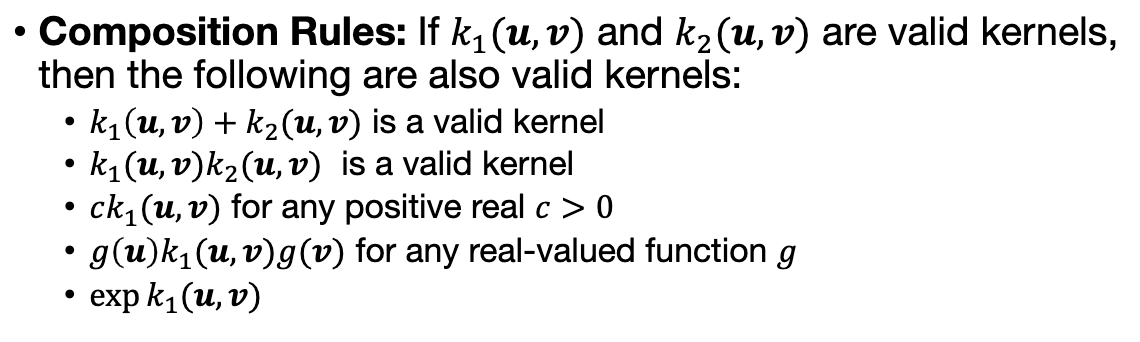 • Composition Rules: If k₁(u, v) and k₂(u, v) are valid kernels,
then the following are also valid kernels:
• k₁(u, v) + k₂(u, v) is a valid kernel
• k₁(u, v)k₂(u, v) is a valid kernel
• ck₁(u, v) for any positive real c > 0
• g(u)k₁(u, v)g(v) for any real-valued function g
• exp k₁(u, v)